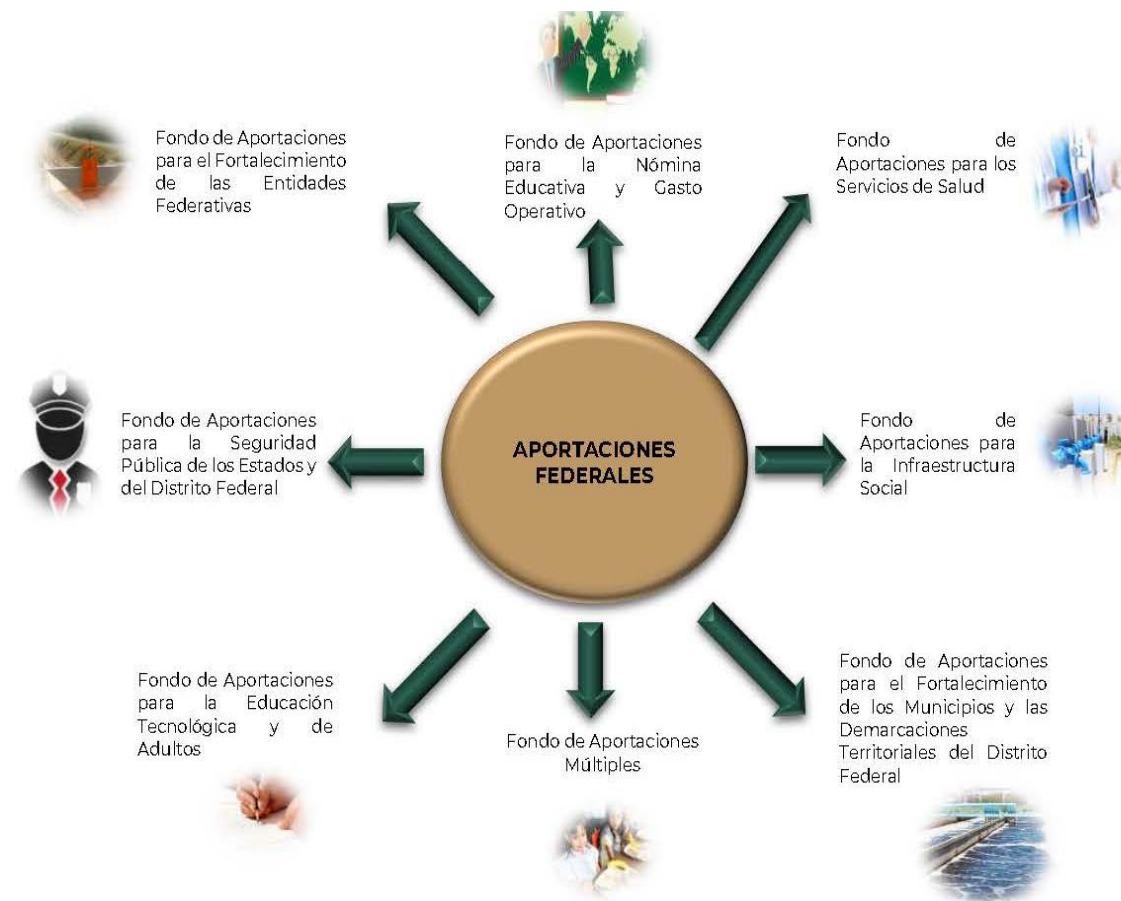 Fondo de Aportaciones
para el Fortalecimiento
de las Entidades
Federativas
Fondo de Aportaciones
para la Nómina
Educativa y Gasto
Operativo
Fondo de
Aportaciones para los
Servicios de Salud
Fondo de Aportaciones
para la Seguridad
Pública de los Estados y
del Distrito Federal
APORTACIONES
FEDERALES
Fondo de
Aportaciones para
la Infraestructura
Social
Fondo de Aportaciones
para la Educación
Tecnológica y de
Adultos
Fondo de Aportaciones
Múltiples
Fondo de Aportaciones
para el Fortalecimiento
de los Municipios y las
Demarcaciones
Territoriales del Distrito
Federal